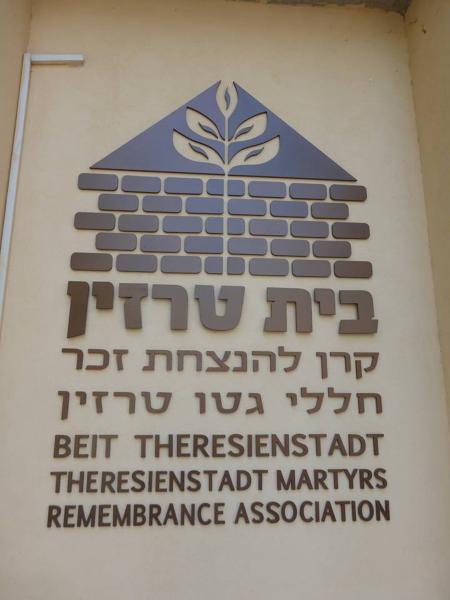 בית טרזין
קרן להנצחת זכר
חללי גטו טרזין
BEIT THERESIENSTADT
THERESIENSTADT MARTYRS
REMEMBRANCE ASSOCIATION